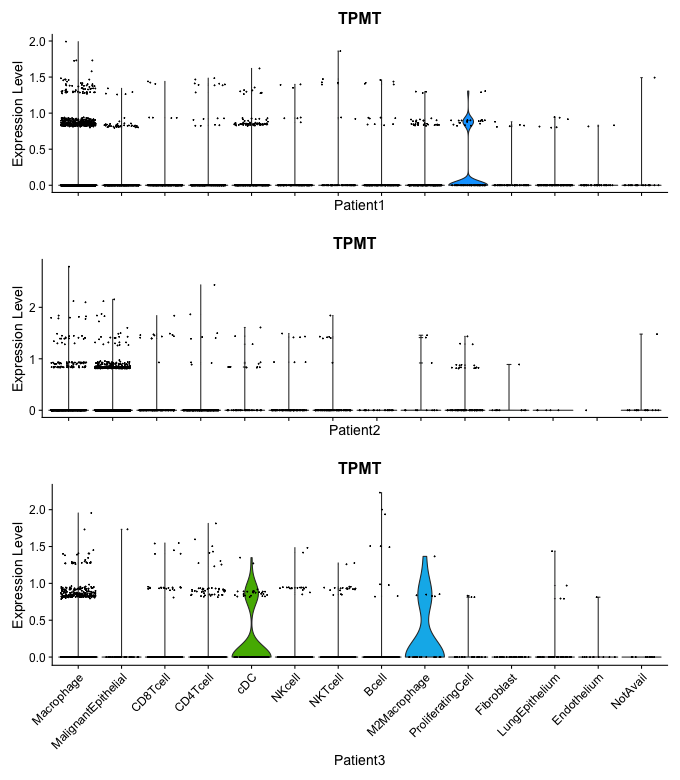 TPMT
Expression Level
2.0
1.5
1.0
0.5
0.0
Patient1
TPMT
Expression Level
2
1
0
Patient2
TPMT
Expression Level
2.0
1.5
1.0
0.5
0.0
Macrophage
MalignantEpithelial
CD8Tcell
CD4Tcell
cDC
NKcell
NKTcell
Bcell
M2Macrophage
ProliferatingCell
Fibroblast
LungEpithelium
Endothelium
NotAvail
Patient3